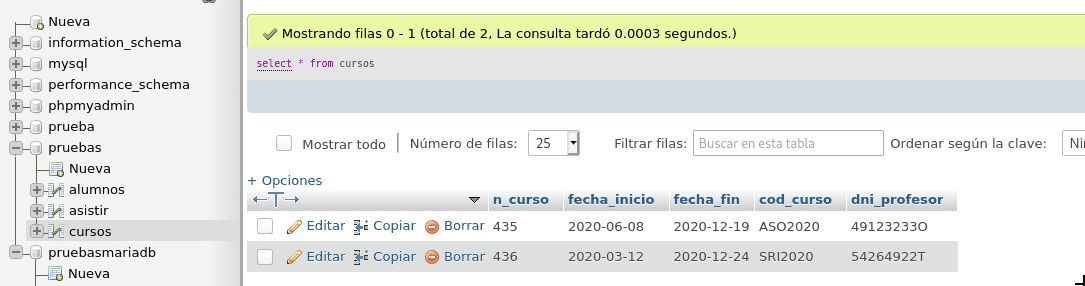 Nueva
information_schema
mysql
performance_schema
phpmyadmin
prueba
pruebas
Nueva
alumnos
asistir
cursos
pruebasmariadb
Nueva
Mostrando filas 0 - 1 (total de 2, La consulta tardó 0.0003 segundos.)
select * from cursos
Mostrar todo Número de filas: 25 Filtrar filas: Buscar en esta tabla Ordenar según la clave: Nin
+ Opciones
←T→ n_curso fecha_inicio fecha_fin cod_curso dni_profesor
Editar Copiar Borrar 435 2020-06-08 2020-12-19 ASO2020 49123233O
Editar Copiar Borrar 436 2020-03-12 2020-12-24 SRI2020 54264922T